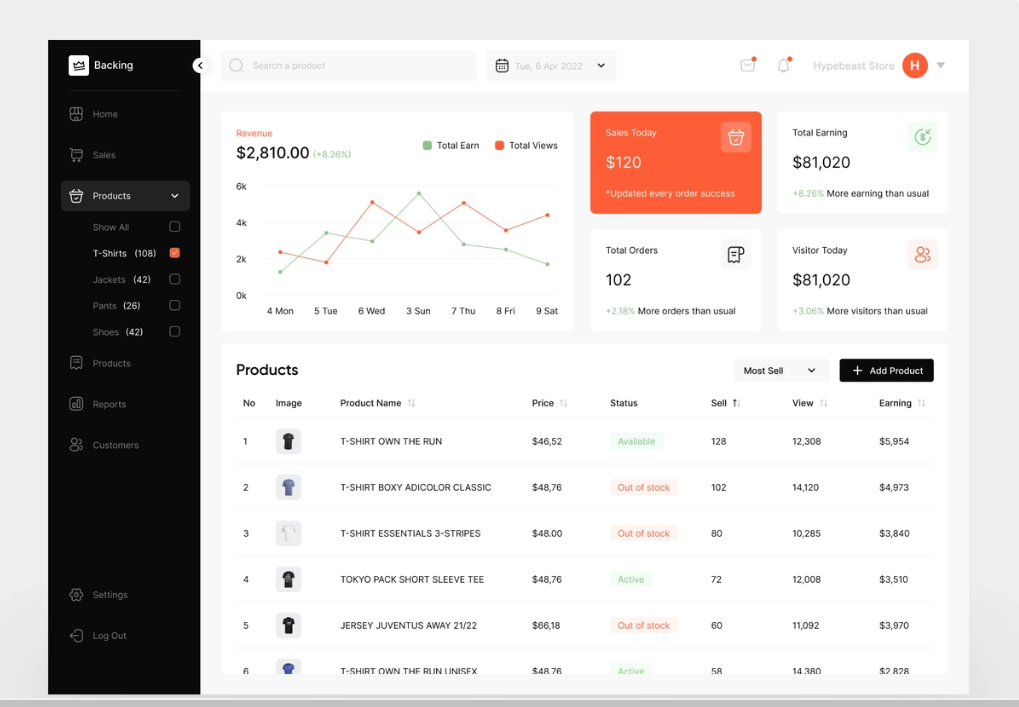 Backing
Home
Sales
Products
Show All
T-Shirts (108)
Jackets (42)
Pants (26)
Shoes (42)
Products
Reports
Customers
Settings
Log Out
Search a product
Tue, 6 Apr 2022
Hypebeast Store H
Revenue
$2,810.00 (+8.26%)
Total Earn Total Views
6k
4k
2k
0k
4 Mon 5 Tue 6 Wed 3 Sun 7 Thu 8 Fri 9 Sat
Sales Today
$120
*Updated every order success
Total Earning
$81,020
+8.26% More earning than usual
Total Orders
102
+2.18% More orders than usual
Visitor Today
$81,020
+3.06% More visitors than usual
Products
Most Sell
+ Add Product
No Image Product Name Price Status Sell View Earning
1 T-SHIRT OWN THE RUN $46,52 Available 128 12,308 $5,954
2 T-SHIRT BOXY ADICOLOR CLASSIC $48,76 Out of stock 102 14,120 $4,973
3 T-SHIRT ESSENTIALS 3-STRIPES $48.00 Out of stock 80 10,285 $3,840
4 TOKYO PACK SHORT SLEEVE TEE $48,76 Active 72 12,008 $3,510
5 JERSEY JUVENTUS AWAY 21/22 $66,18 Out of stock 60 11,092 $3,970
6 T-SHIRT OWN THE RUN UNISEX $48,76 Active 58 14,380 $2,828